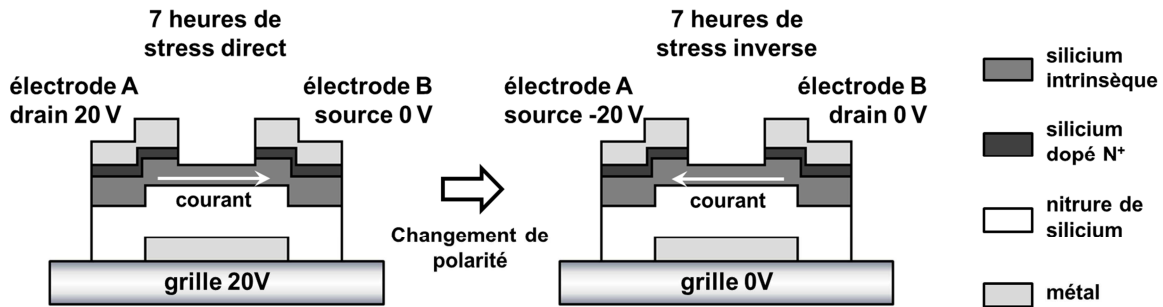 7 heures de
stress direct
électrode A
drain 20 V
électrode B
source 0 V
courant
grille 20V
Changement de
polarité
7 heures de
stress inverse
électrode A
source -20 V
électrode B
drain 0 V
courant
grille 0V
silicium
intrinsèque
silicium
dopé N⁺
nitrure de
silicium
métal